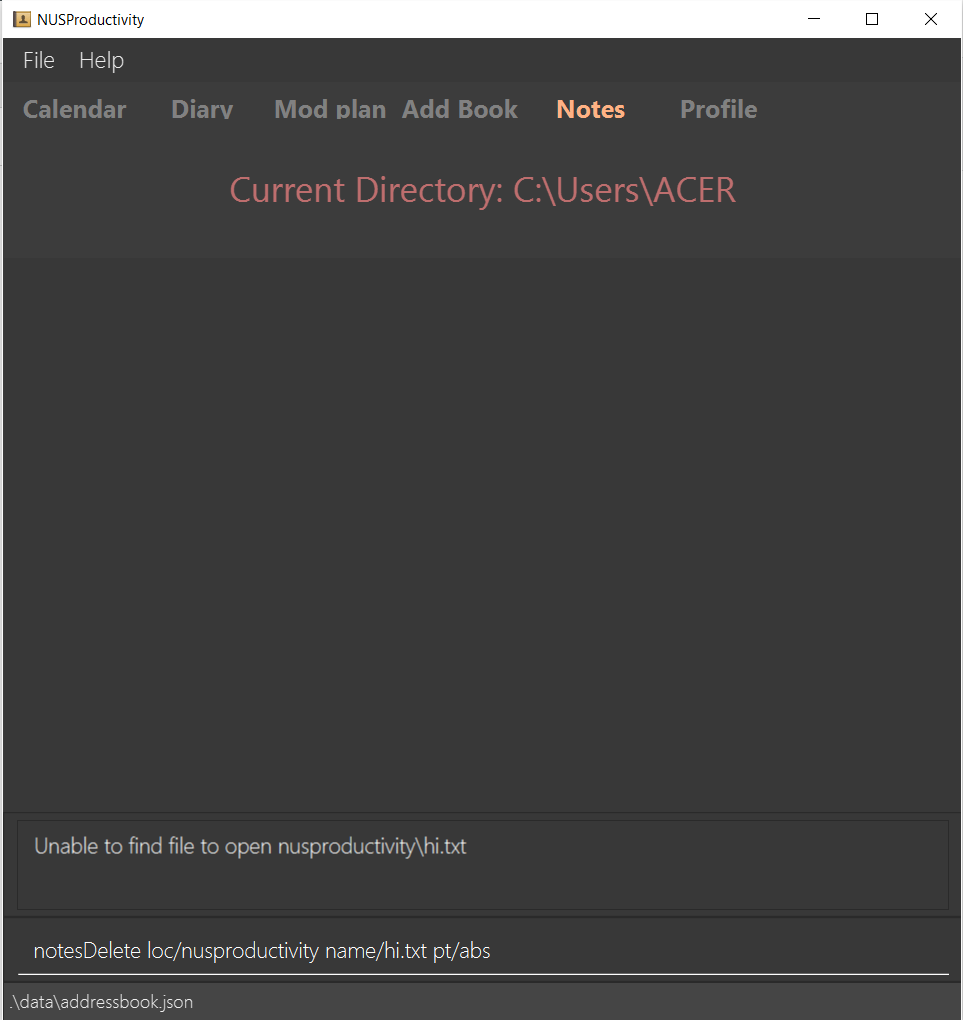 NUSProductivity
File Help
Calendar Diary Mod plan Add Book Notes Profile
Current Directory: C:\Users\ACER
Unable to find file to open nusproductivity\hi.txt
notesDelete loc/nusproductivity name/hi.txt pt/abs
.\data\addressbook.json